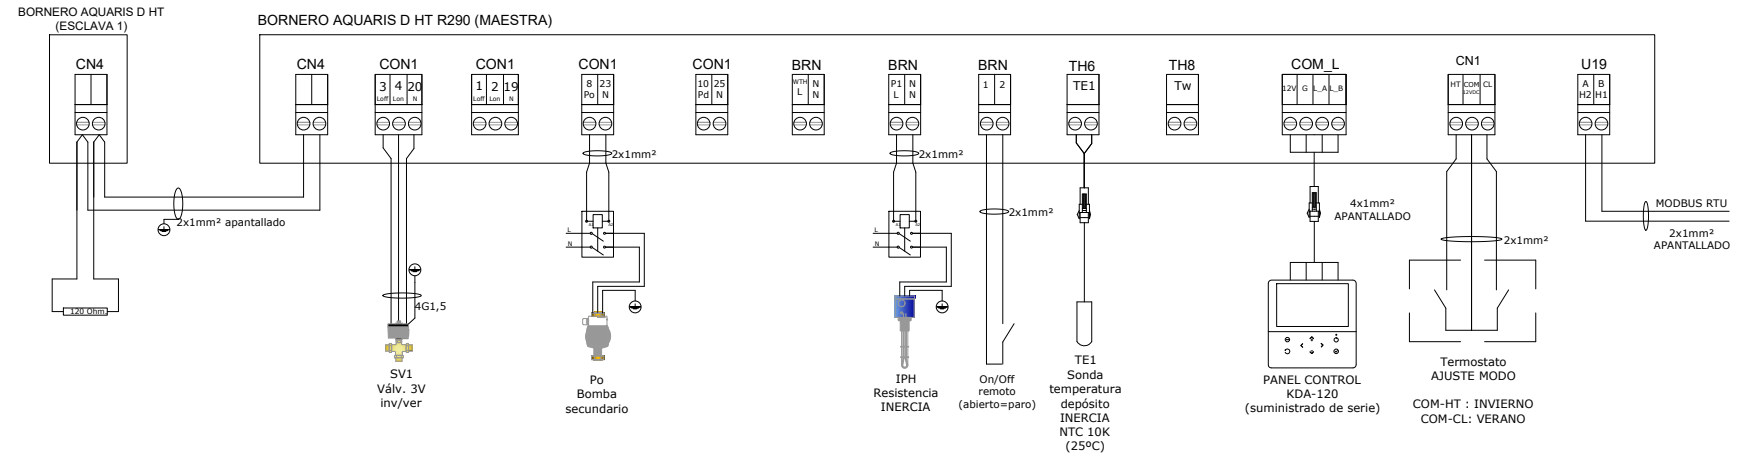 BORNERO AQUARIS D HT
(ESCLAVA 1)
BORNERO AQUARIS D HT R290 (MAESTRA)
CN4
CN4
CON1
CON1
CON1
CON1
BRN
BRN
BRN
TH6
TH8
COM_L
CN1
U19
3 4 20
Loff Lon N
1 2 19
Loff Lon N
8 23
Po N
10 25
Pd N
WTH N
L N
P1 N
L N
1 2
TE1
Tw
12V G L_A L_B
HT COM CL
12VDC
A B
H2 H1
2x1mm²
2x1mm²
2x1mm² apantallado
2x1mm²
4x1mm²
APANTALLADO
2x1mm²
MODBUS RTU
2x1mm²
APANTALLADO
L
N
L
N
120 Ohm
4G1,5
SV1
Válv. 3V
inv/ver
Po
Bomba
secundario
IPH
Resistencia
INERCIA
On/Off
remoto
(abierto=paro)
TE1
Sonda
temperatura
depósito
INERCIA
NTC 10K
(25ºC)
PANEL CONTROL
KDA-120
(suministrado de serie)
Termostato
AJUSTE MODO
COM-HT : INVIERNO
COM-CL: VERANO